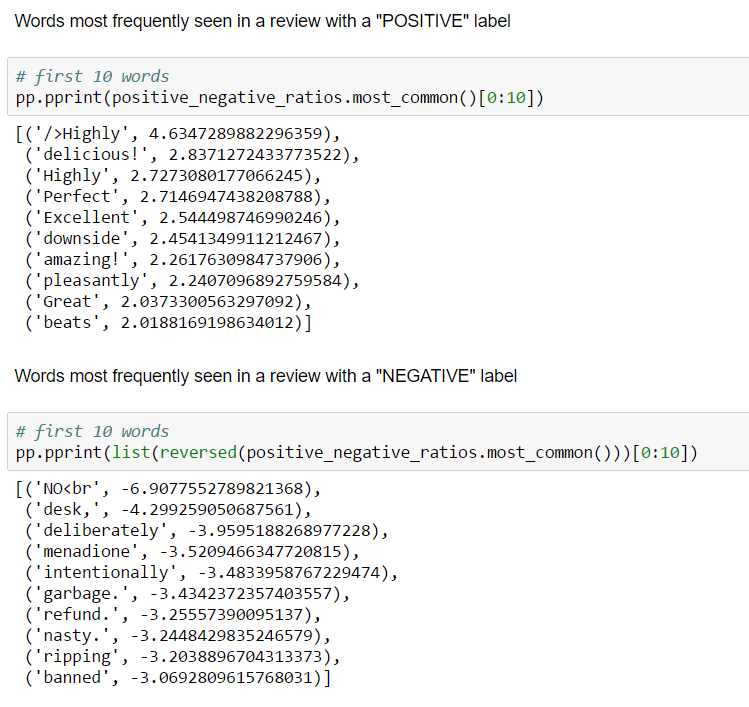 Words most frequently seen in a review with a "POSITIVE" label
# first 10 words
pp.pprint(positive_negative_ratios.most_common()[0:10])
[('/>Highly', 4.6347289882296359),
('delicious!', 2.8371272433773522),
('Highly', 2.7273080177066245),
('Perfect', 2.7146947438208788),
('Excellent', 2.544498746990246),
('downside', 2.4541349911212467),
('amazing!', 2.2617630984737906),
('pleasantly', 2.2407096892759584),
('Great', 2.0373300563297092),
('beats', 2.0188169198634012)]
Words most frequently seen in a review with a "NEGATIVE" label
# first 10 words
pp.pprint(list(reversed(positive_negative_ratios.most_common()))[0:10])
[('NO<br', -6.9077552789821368),
('desk,', -4.299259050687561),
('deliberately', -3.9595188268977228),
('menadione', -3.5209466347720815),
('intentionally', -3.4833958767229474),
('garbage.', -3.4342372357403557),
('refund.', -3.25557390095137),
('nasty.', -3.2448429835246579),
('ripping', -3.2038896704313373),
('banned', -3.0692809615768031)]